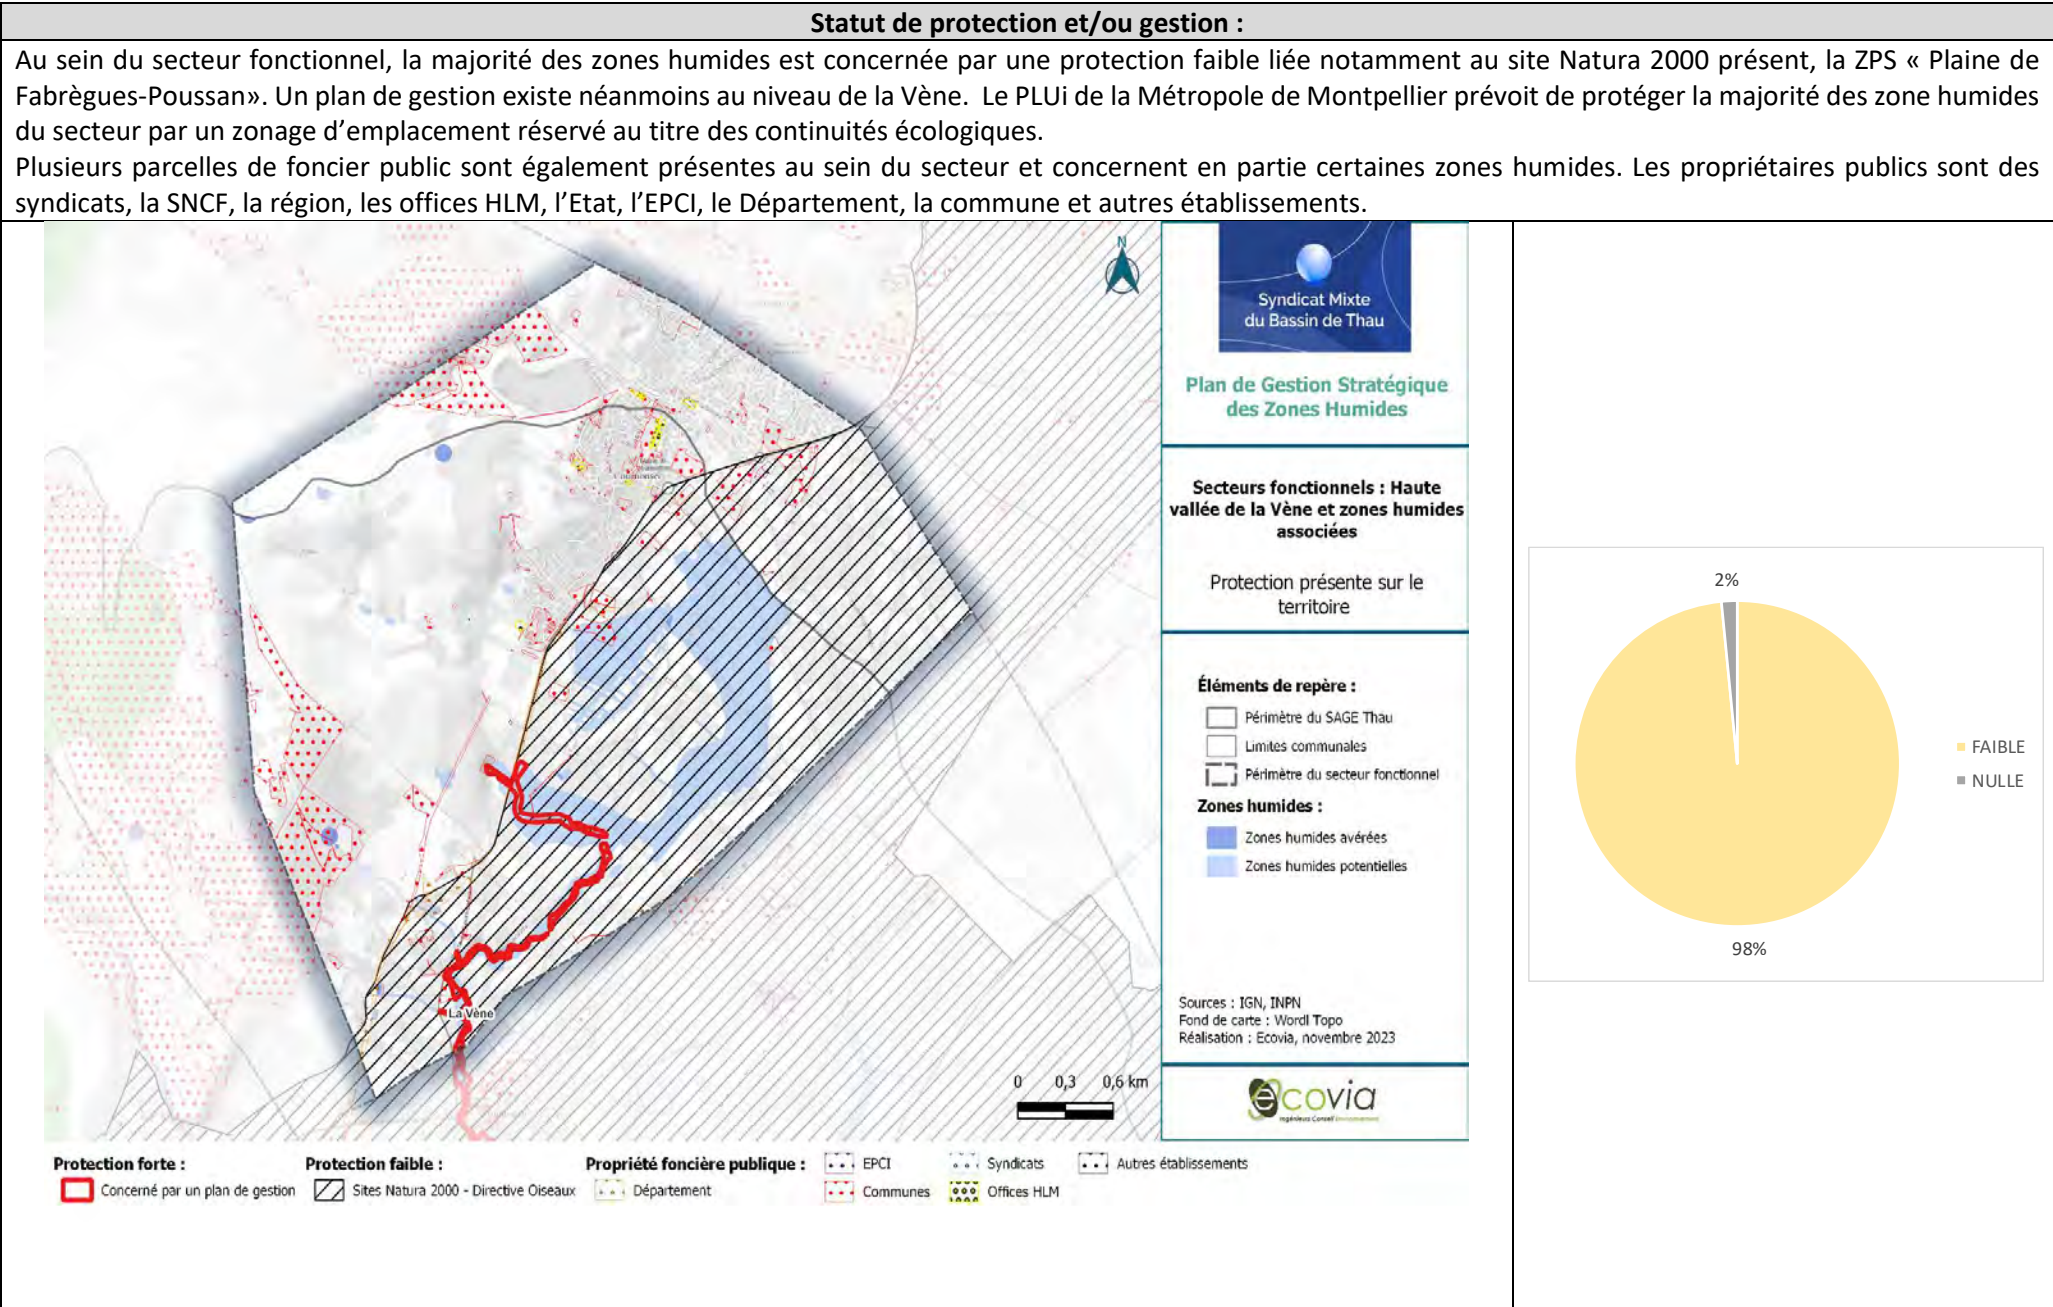 Statut de protection et/ou gestion :
Au sein du secteur fonctionnel, la majorité des zones humides est concernée par une protection faible liée notamment au site Natura 2000 présent, la ZPS « Plaine de
Fabrègues-Poussan». Un plan de gestion existe néanmoins au niveau de la Vène. Le PLUi de la Métropole de Montpellier prévoit de protéger la majorité des zone humides
du secteur par un zonage d’emplacement réservé au titre des continuités écologiques.
Plusieurs parcelles de foncier public sont également présentes au sein du secteur et concernent en partie certaines zones humides. Les propriétaires publics sont des
syndicats, la SNCF, la région, les offices HLM, l’Etat, l’EPCI, le Département, la commune et autres établissements.
N
La Vène
0 0,3 0,6 km
Syndicat Mixte
du Bassin de Thau
Plan de Gestion Stratégique
des Zones Humides
Secteurs fonctionnels : Haute
vallée de la Vène et zones humides
associées
Protection présente sur le
territoire
Éléments de repère :
Périmètre du SAGE Thau
Limites communales
Périmètre du secteur fonctionnel
Zones humides :
Zones humides avérées
Zones humides potentielles
Sources : IGN, INPN
Fond de carte : Wordl Topo
Réalisation : Ecovia, novembre 2023
ecovia
Protection forte :
Concerné par un plan de gestion
Protection faible :
Sites Natura 2000 - Directive Oiseaux
Propriété foncière publique :
Département
EPCI
Communes
Syndicats
Offices HLM
Autres établissements
2%
98%
FAIBLE
NULLE